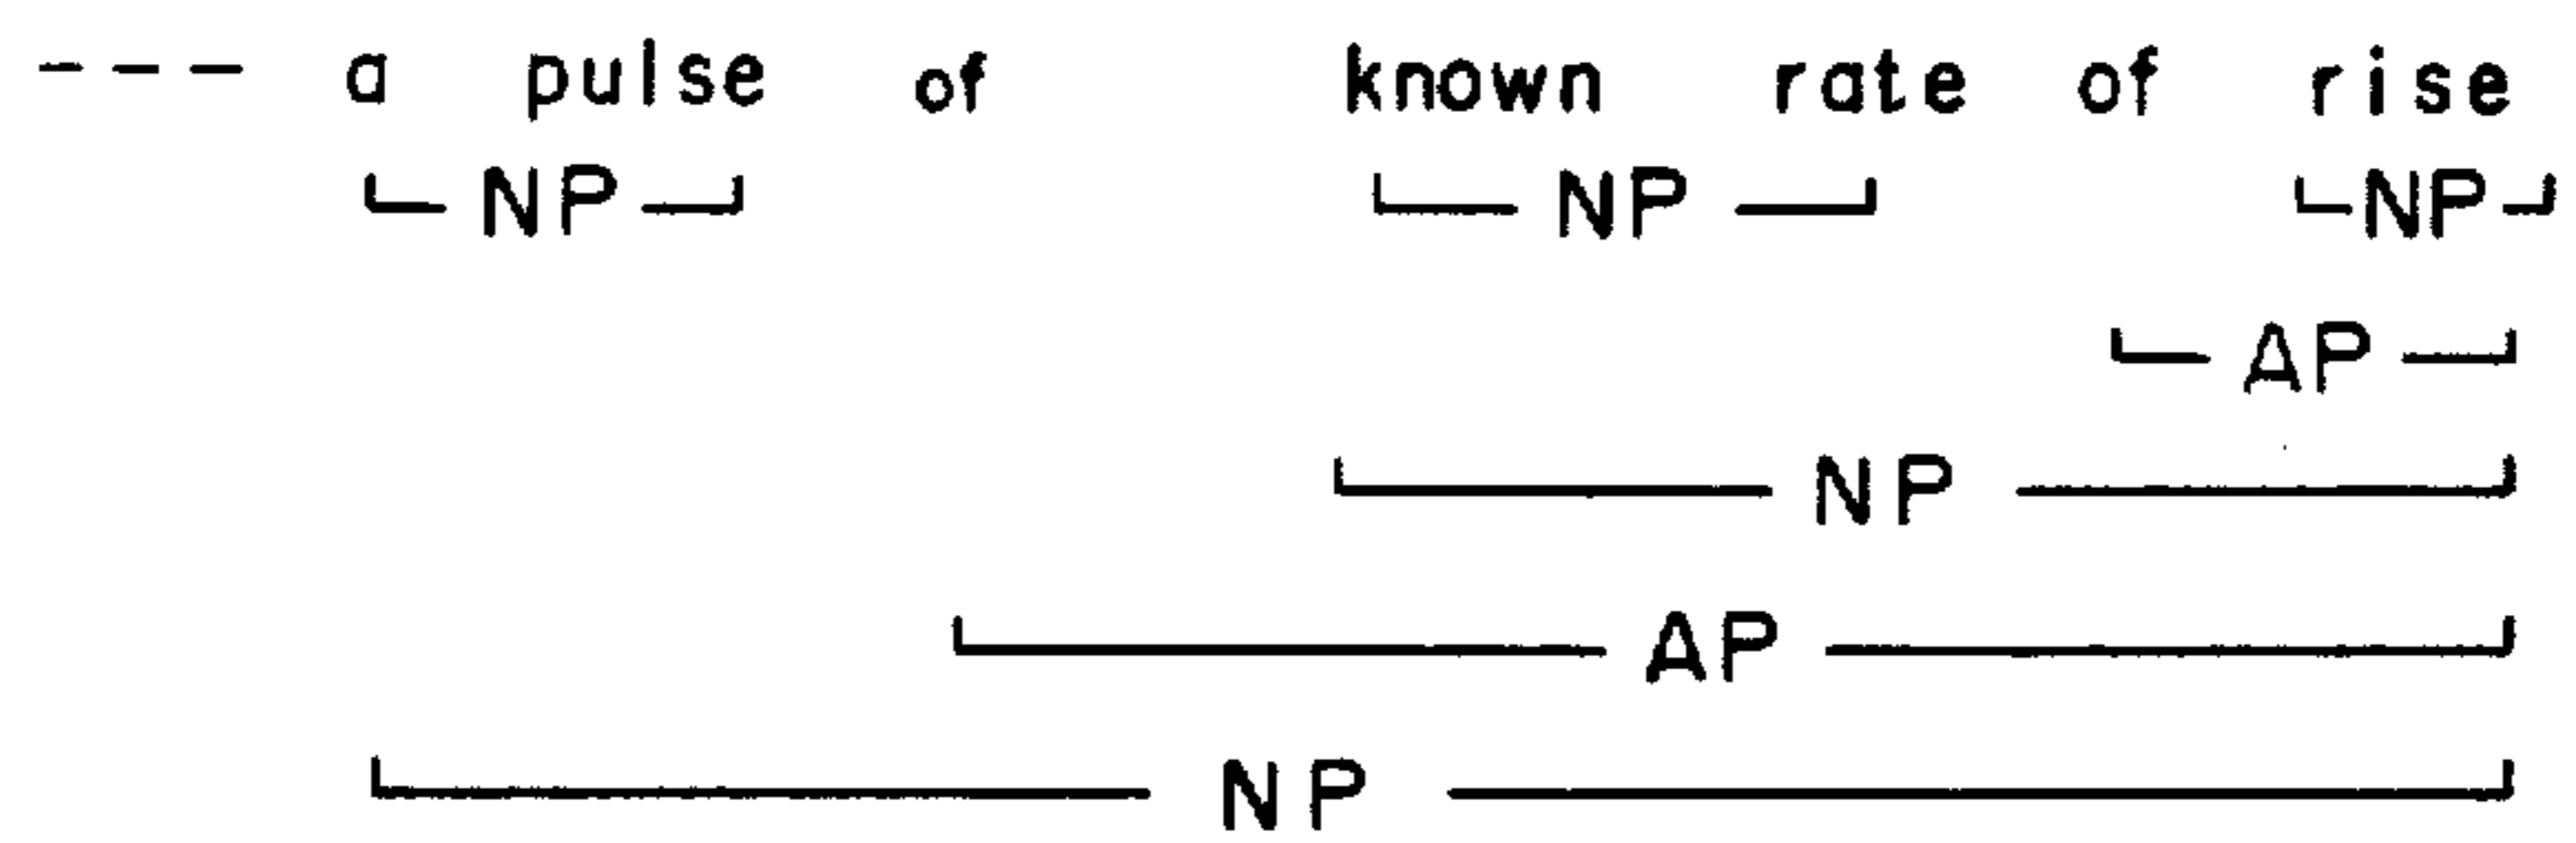 --- a pulse of known rate of rise
NP NP NP
AP
NP
AP
NP